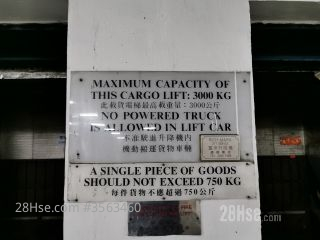 MAXIMUM CAPACITY OF
THIS CARGO LIFT: 3000 KG
此載貨電梯最高載重量：3000公斤
NO POWERED TRUCK
IS ALLOWED IN LIFT CAR
不准駛進升降機內
機動搬運貨物車輛
A SINGLE PIECE OF GOODS
SHOULD NOT EXCEED 750 KG
每件貨物不應超過750公斤
28Hse.com #3563460
28Hse.com